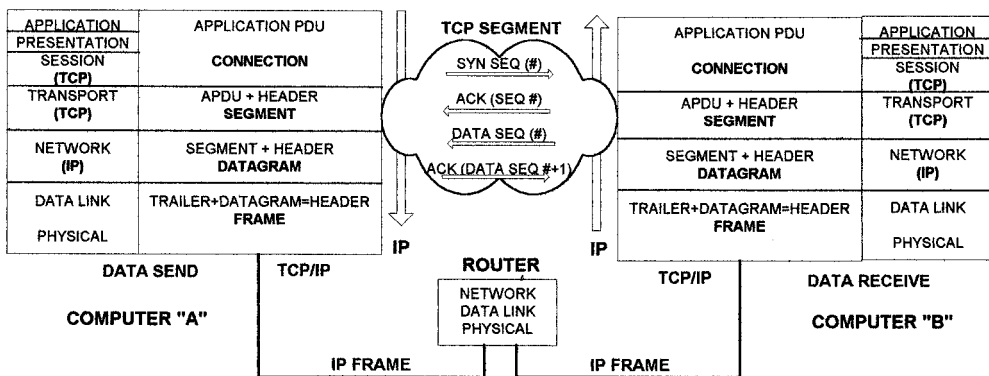 APPLICATION
PRESENTATION
SESSION
(TCP)
TRANSPORT
(TCP)
NETWORK
(IP)
DATA LINK
PHYSICAL
APPLICATION PDU
CONNECTION
APDU + HEADER
SEGMENT
SEGMENT + HEADER
DATAGRAM
TRAILER+DATAGRAM=HEADER
FRAME
IP
TCP SEGMENT
SYN SEQ (#)
ACK (SEQ #)
DATA SEQ (#)
ACK (DATA SEQ #+1)
IP
APPLICATION PDU
CONNECTION
APDU + HEADER
SEGMENT
SEGMENT + HEADER
DATAGRAM
TRAILER+DATAGRAM=HEADER
FRAME
APPLICATION
PRESENTATION
SESSION
(TCP)
TRANSPORT
(TCP)
NETWORK
(IP)
DATA LINK
PHYSICAL
DATA SEND
TCP/IP
ROUTER
TCP/IP
DATA RECEIVE
NETWORK
DATA LINK
PHYSICAL
COMPUTER "A"
COMPUTER "B"
IP FRAME
IP FRAME